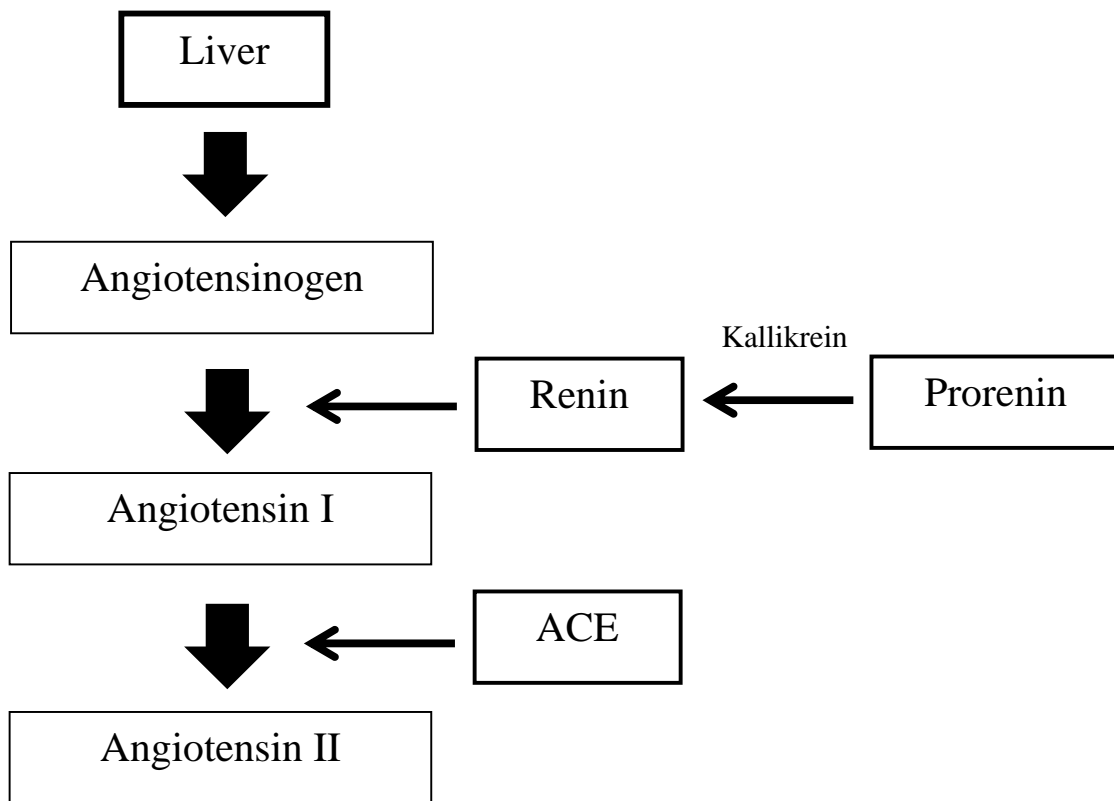 Liver
Angiotensinogen
Kallikrein
Renin
Prorenin
Angiotensin I
ACE
Angiotensin II